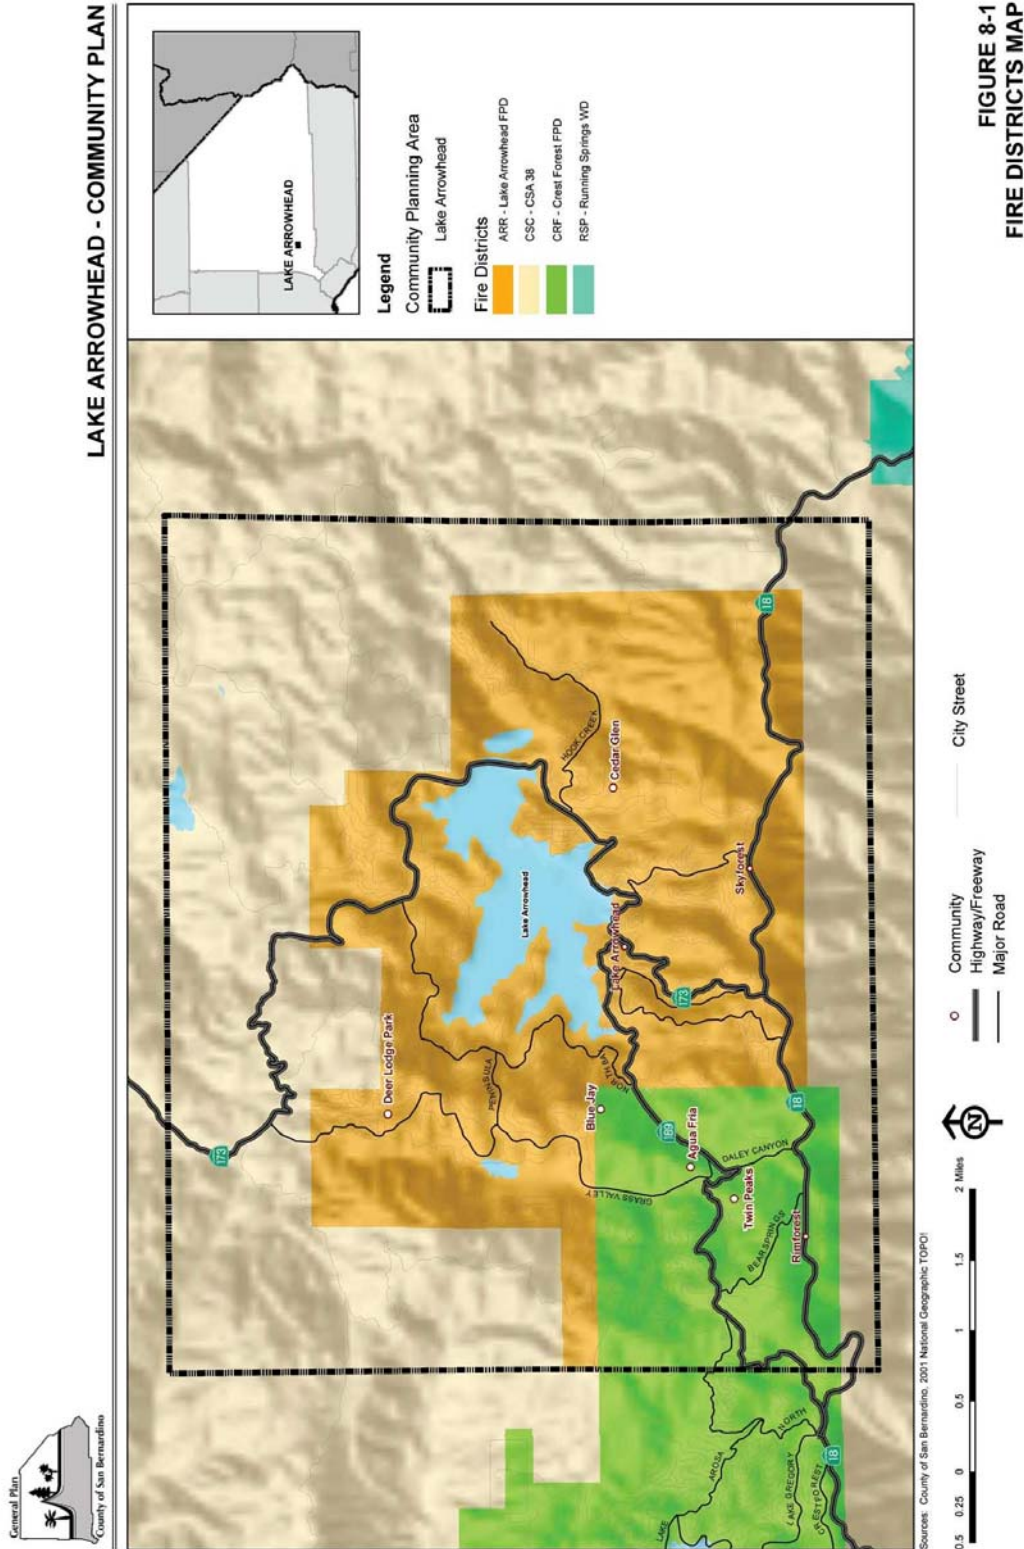 General Plan
County of San Bernardino
LAKE ARROWHEAD - COMMUNITY PLAN
LAKE ARROWHEAD
Legend
Community Planning Area
Lake Arrowhead
Fire Districts
ARR - Lake Arrowhead FPD
CSC - CSA 38
CRF - Crest Forest FPD
RSP - Running Springs WD
173
Deer Lodge Park
PENINSULA
Lake Arrowhead
HOOK CREEK
Cedar Glen
NORTH BAY
Blue Jay
Lake Arrowhead
189
Agua Fria
173
GRASS VALLEY
DALEY CANYON
Twin Peaks
Skyforest
18
BEAR SPRINGS
Rimforest
18
LAKE
AROSA
NORTH
LAKE GREGORY
CRESTFOREST
18
Sources: County of San Bernardino, 2001 National Geographic TOPO!
0.5 0.25 0 0.5 1 1.5 2 Miles
N
Community
Highway/Freeway
Major Road
City Street
FIGURE 8-1
FIRE DISTRICTS MAP